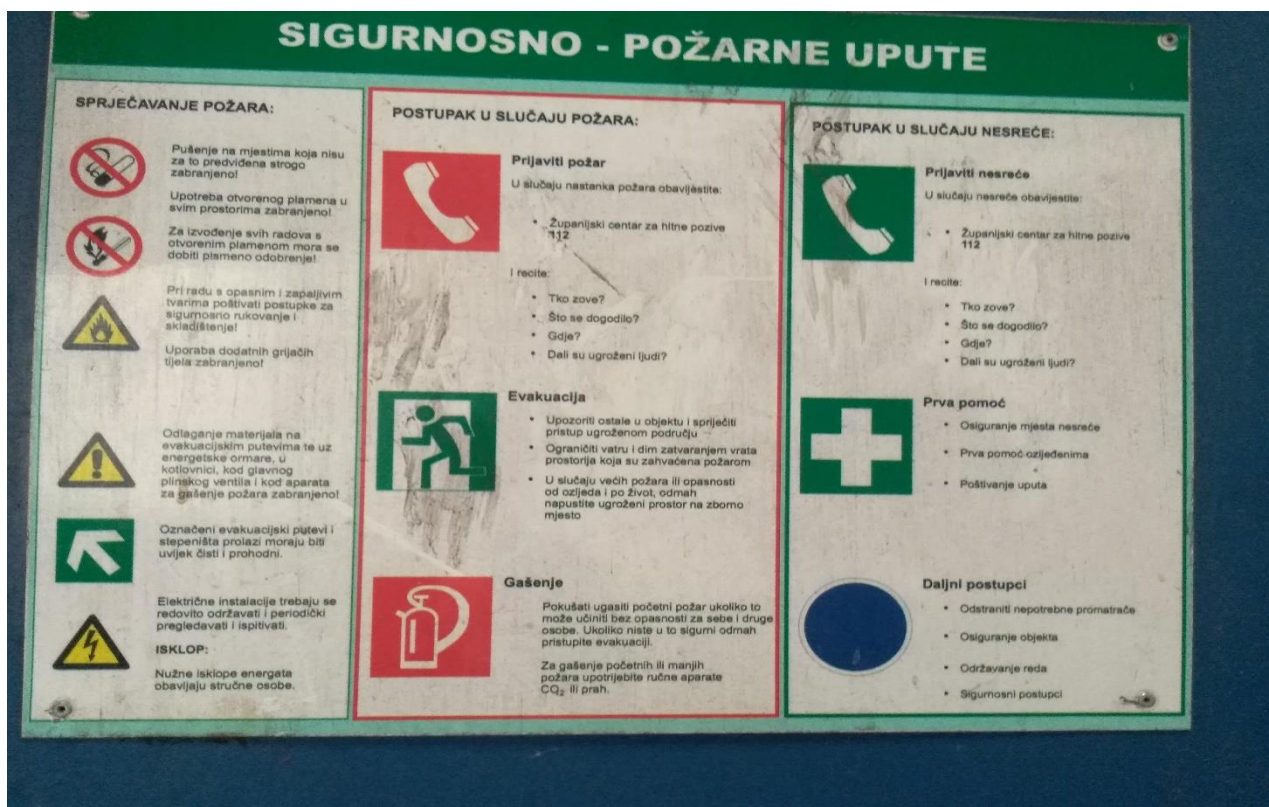 SIGURNOSNO - POŽARNE UPUTE
SPRJEČAVANJE POŽARA:
Pušenje na mjestima koja nisu
za to predviđena strogo
zabranjeno!
Upotreba otvorenog plamena u
svim prostorima zabranjeno!
Za izvođenje svih radova s
otvorenim plamenom mora se
dobiti pismeno odobrenje!
Pri radu s opasnim i zapaljivim
tvarima poštivati postupke za
sigurnosno rukovanje i
skladištenje!
Uporaba dodatnih grijaćih
tijela zabranjeno!
Odlaganje materijala na
evakuacijskim putevima te uz
energetske ormare, u
kotlovnici, kod glavnog
plinskog ventila i kod aparata
za gašenje požara zabranjeno!
Označeni evakuacijski putevi i
stepeništa prolazi moraju biti
uvijek čisti i prohodni.
Električne instalacije trebaju se
redovito održavati i periodički
pregledavati i ispitivati.
ISKLOP:
Nužne isklope energata
obavljaju stručne osobe.
POSTUPAK U SLUČAJU POŽARA:
Prijaviti požar
U slučaju nastanka požara obavijestite:
• Županijski centar za hitne pozive
112
I recite:
• Tko zove?
• Što se dogodilo?
• Gdje?
• Dali su ugroženi ljudi?
Evakuacija
• Upozoriti ostale u objektu i spriječiti
pristup ugroženom području
• Ograničiti vatru i dim zatvaranjem vrata
prostorija koja su zahvaćena požarom
• U slučaju većih požara ili opasnosti
od ozljeda i po život, odmah
napustite ugroženi prostor na zborno
mjesto
Gašenje
Pokušati ugasiti početni požar ukoliko to
može učiniti bez opasnosti za sebe i druge
osobe. Ukoliko niste u to sigurni odmah
pristupite evakuaciji.
Za gašenje početnih ili manjih
požara upotrijebite ručne aparate
CO₂ ili prah.
POSTUPAK U SLUČAJU NESREĆE:
Prijaviti nesreće
U slučaju nesreće obavijestite:
• Županijski centar za hitne pozive
112
I recite:
• Tko zove?
• Što se dogodilo?
• Gdje?
• Dali su ugroženi ljudi?
Prva pomoć
• Osiguranje mjesta nesreće
• Prva pomoć ozlijeđenima
• Poštivanje uputa
Daljni postupci
• Odstraniti nepotrebne promatrače
• Osiguranje objekta
• Održavanje reda
• Sigurnosni postupci